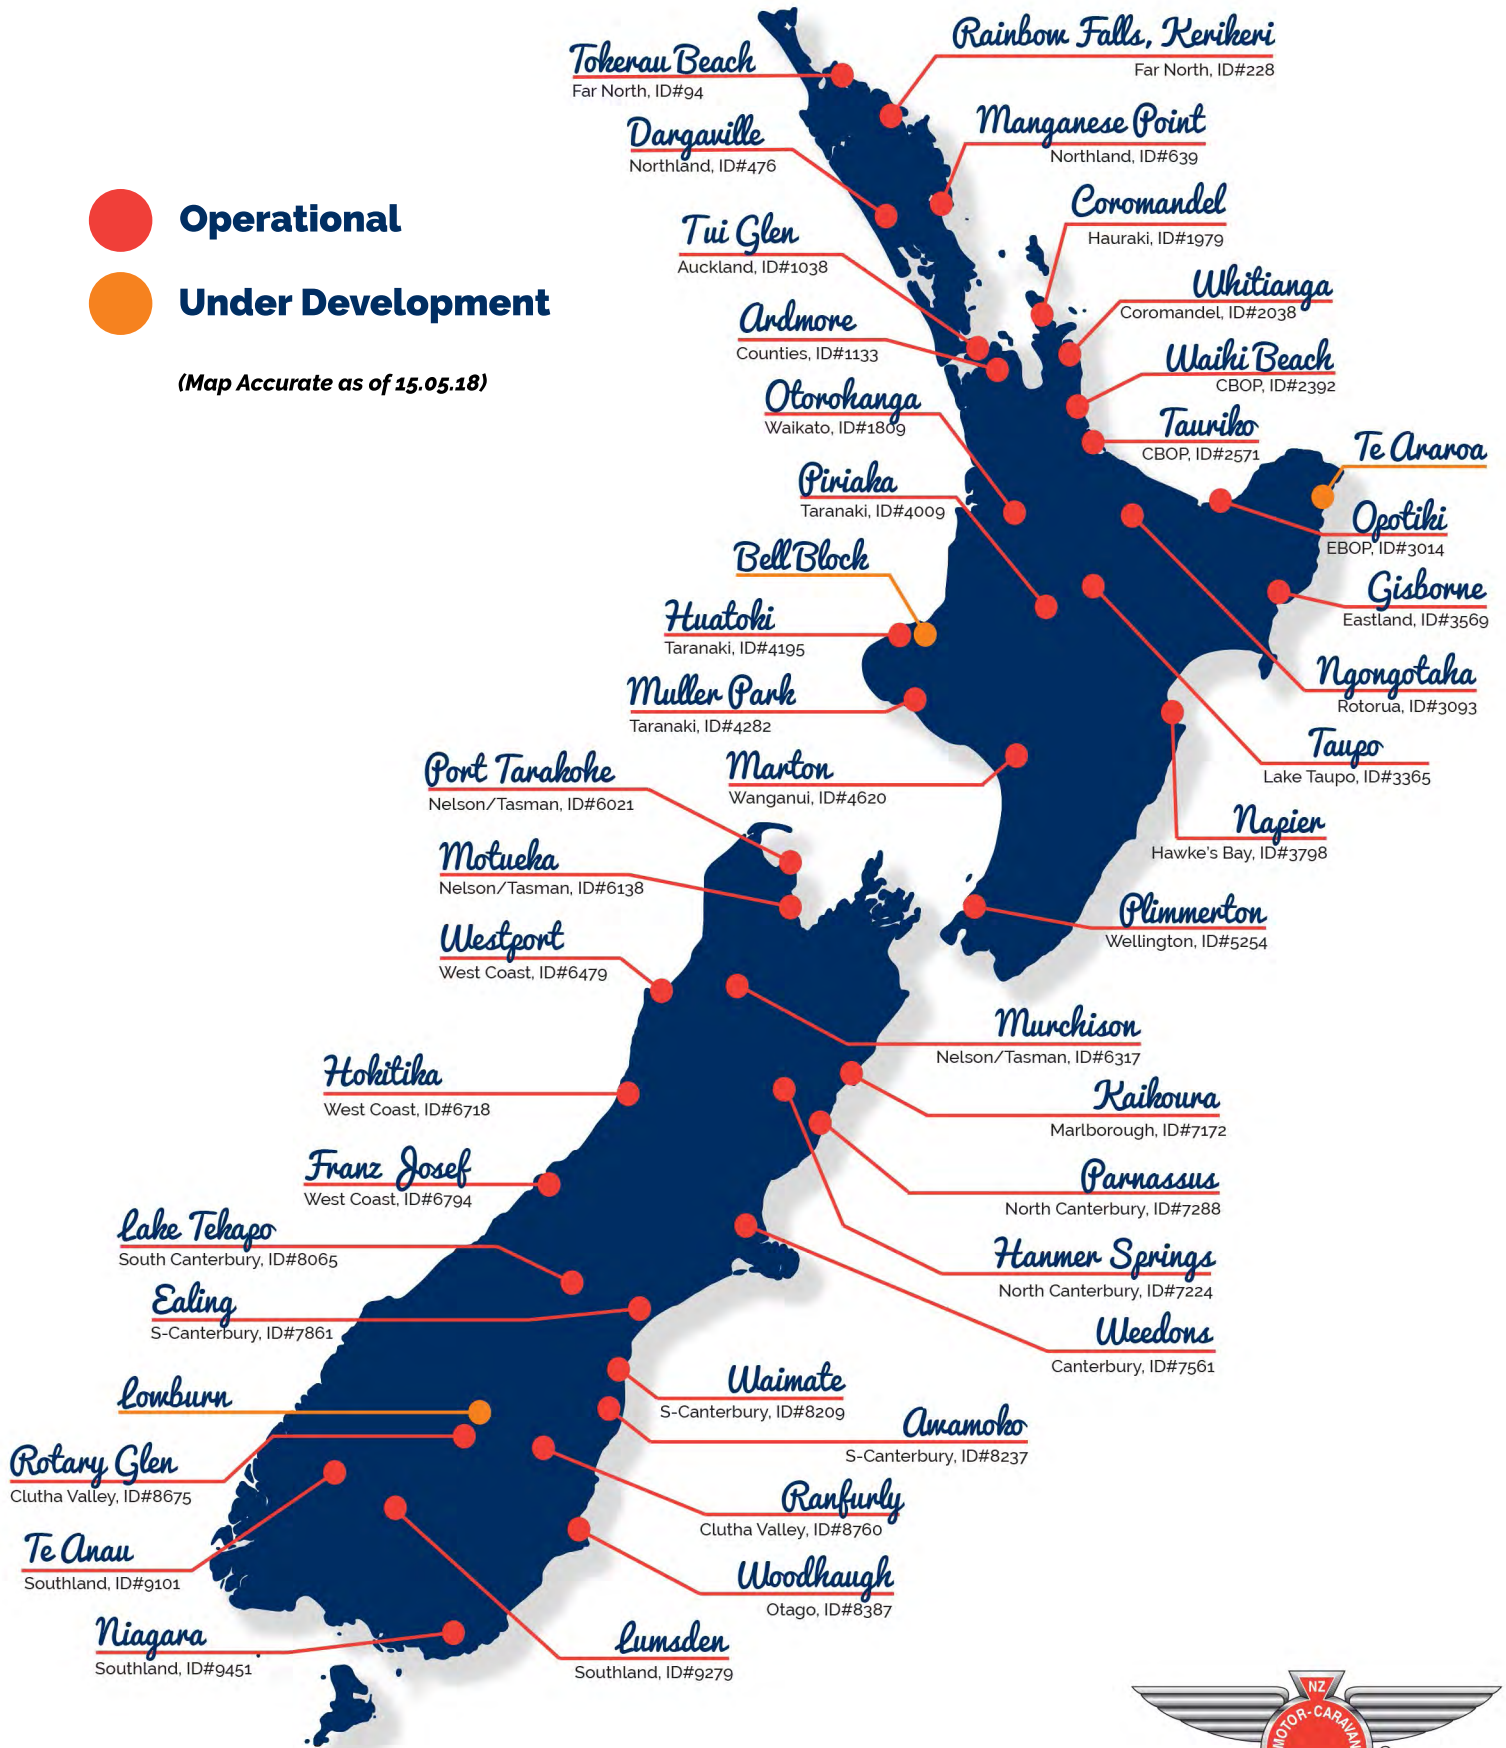 Operational
Under Development
(Map Accurate as of 15.05.18)
Tokerau Beach
Far North, ID#94
Rainbow Falls, Kerikeri
Far North, ID#228
Dargaville
Northland, ID#476
Manganese Point
Northland, ID#639
Tui Glen
Auckland, ID#1038
Coromandel
Hauraki, ID#1979
Whitianga
Coromandel, ID#2038
Ardmore
Counties, ID#1133
Waihi Beach
CBOP, ID#2392
Otorohanga
Waikato, ID#1809
Tauriko
CBOP, ID#2571
Te Araroa
Piriaka
Taranaki, ID#4009
Opotiki
EBOP, ID#3014
Bell Block
Gisborne
Eastland, ID#3569
Huatoki
Taranaki, ID#4195
Ngongotaha
Rotorua, ID#3093
Muller Park
Taranaki, ID#4282
Taupo
Lake Taupo, ID#3365
Port Tarakohe
Nelson/Tasman, ID#6021
Marton
Wanganui, ID#4620
Napier
Hawke's Bay, ID#3798
Motueka
Nelson/Tasman, ID#6138
Plimmerton
Wellington, ID#5254
Westport
West Coast, ID#6479
Murchison
Nelson/Tasman, ID#6317
Hokitika
West Coast, ID#6718
Kaikoura
Marlborough, ID#7172
Franz Josef
West Coast, ID#6794
Parnassus
North Canterbury, ID#7288
Lake Tekapo
South Canterbury, ID#8065
Hanmer Springs
North Canterbury, ID#7224
Ealing
S-Canterbury, ID#7861
Weedons
Canterbury, ID#7561
Lowburn
Waimate
S-Canterbury, ID#8209
Awamoko
S-Canterbury, ID#8237
Rotary Glen
Clutha Valley, ID#8675
Ranfurly
Clutha Valley, ID#8760
Te Anau
Southland, ID#9101
Woodhaugh
Otago, ID#8387
Niagara
Southland, ID#9451
Lumsden
Southland, ID#9279
NZ
MOTOR-CARAVAN